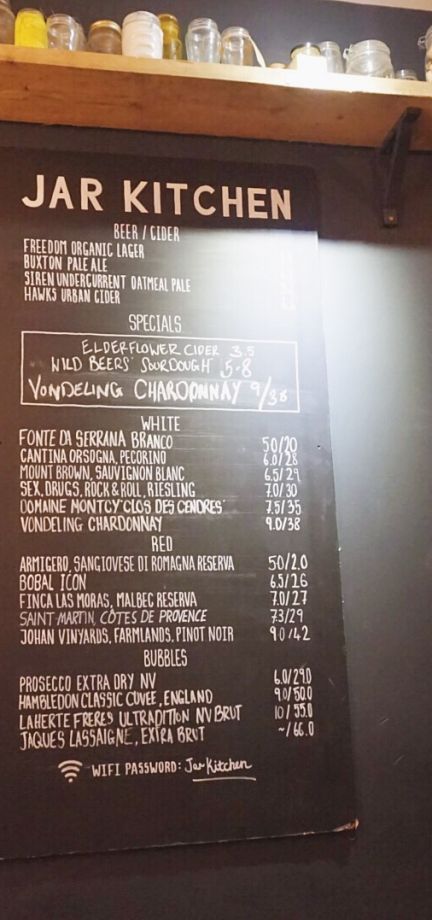 JAR KITCHEN
BEER / CIDER
FREEDOM ORGANIC LAGER
BUXTON PALE ALE
SIREN UNDERCURRENT OATMEAL PALE
HAWKS URBAN CIDER
SPECIALS
ELDERFLOWER CIDER 3.5
WILD BEERS' SOURDOUGH 5.8
VONDELING CHARDONNAY 9/38
WHITE
FONTE DA SERRANA BRANCO 50/20
CANTINA ORSOGNA, PECORINO 6.0/28
MOUNT BROWN, SAUVIGNON BLANC 6.5/29
SEX, DRUGS, ROCK & ROLL, RIESLING 7.0/30
DOMAINE MONTCY'CLOS DES CENDRES' 7.5/35
VONDELING CHARDONNAY 9.0/38
RED
ARMIGERO, SANGIOVESE DI ROMAGNA RESERVA 50/2.0
BOBAL ICON 6.5/26
FINCA LAS MORAS, MALBEC RESERVA 7.0/27
SAINT MARTIN, CÔTES DE PROVENCE 7.3/29
JOHAN VINYARDS, FARMLANDS, PINOT NOIR 9.0/42
BUBBLES
PROSECCO EXTRA DRY NV 6.0/29.0
HAMBLEDON CLASSIC CUVEE, ENGLAND 9.0/50.0
LAHERTE FRERES ULTRADITION NV BRUT 10/55.0
JAQUES LASSAIGNE, EXTRA BRUT ~/66.0
WIFI PASSWORD: JarKitchen